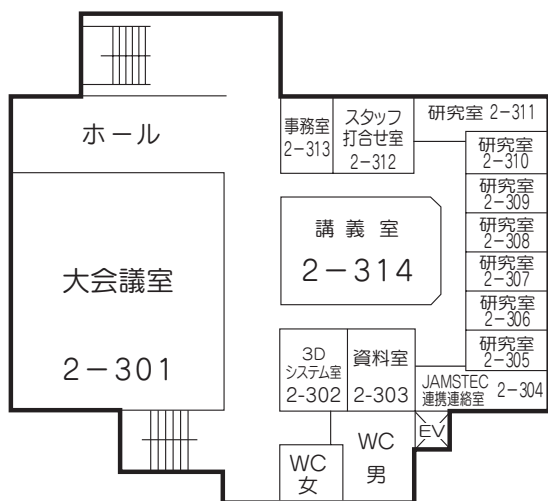 ホール
事務室
2-313
スタッフ
打合せ室
2-312
研究室 2-311
研究室
2-310
研究室
2-309
研究室
2-308
研究室
2-307
研究室
2-306
研究室
2-305
講義室
2-314
大会議室
2-301
3D
システム室
2-302
資料室
2-303
JAMSTEC
連携連絡室
2-304
EV
WC
男
WC
女